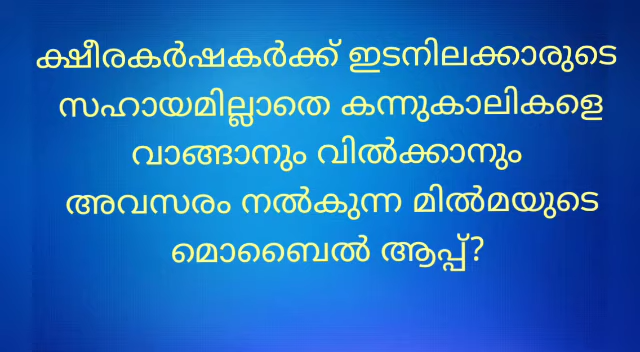 ക്ഷീരകർഷകർക്ക് ഇടനിലക്കാരുടെ
സഹായമില്ലാതെ കന്നുകാലികളെ
വാങ്ങാനും വിൽക്കാനും
അവസരം നൽകുന്ന മിൽമയുടെ
മൊബൈൽ ആപ്പ്?